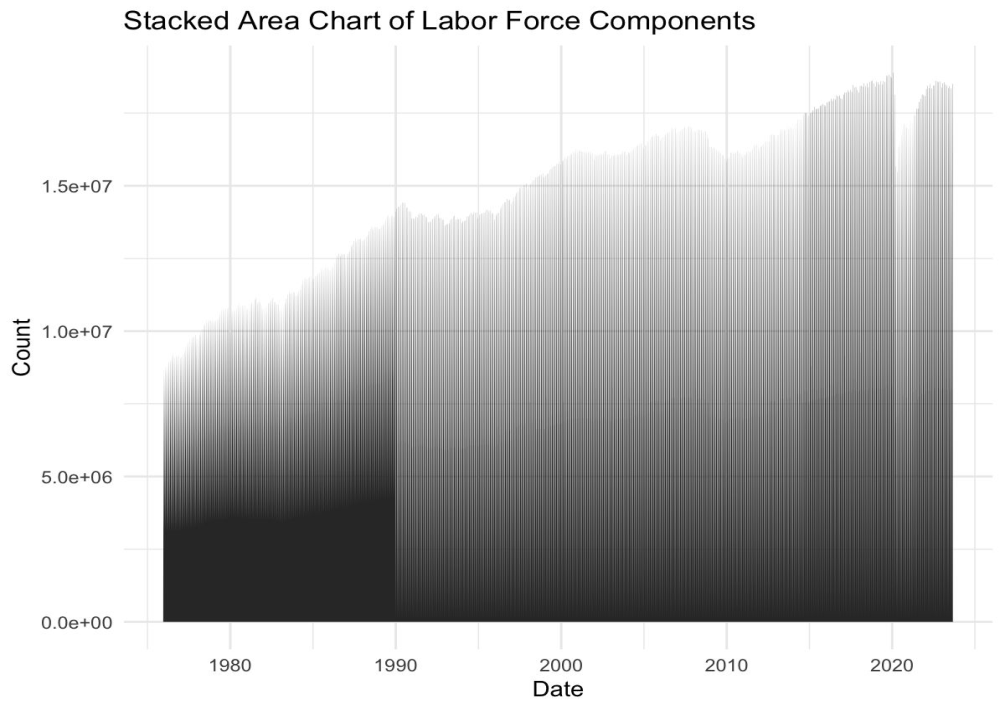 Stacked Area Chart of Labor Force Components
Count
1.5e+07
1.0e+07
5.0e+06
0.0e+00
1980 1990 2000 2010 2020
Date